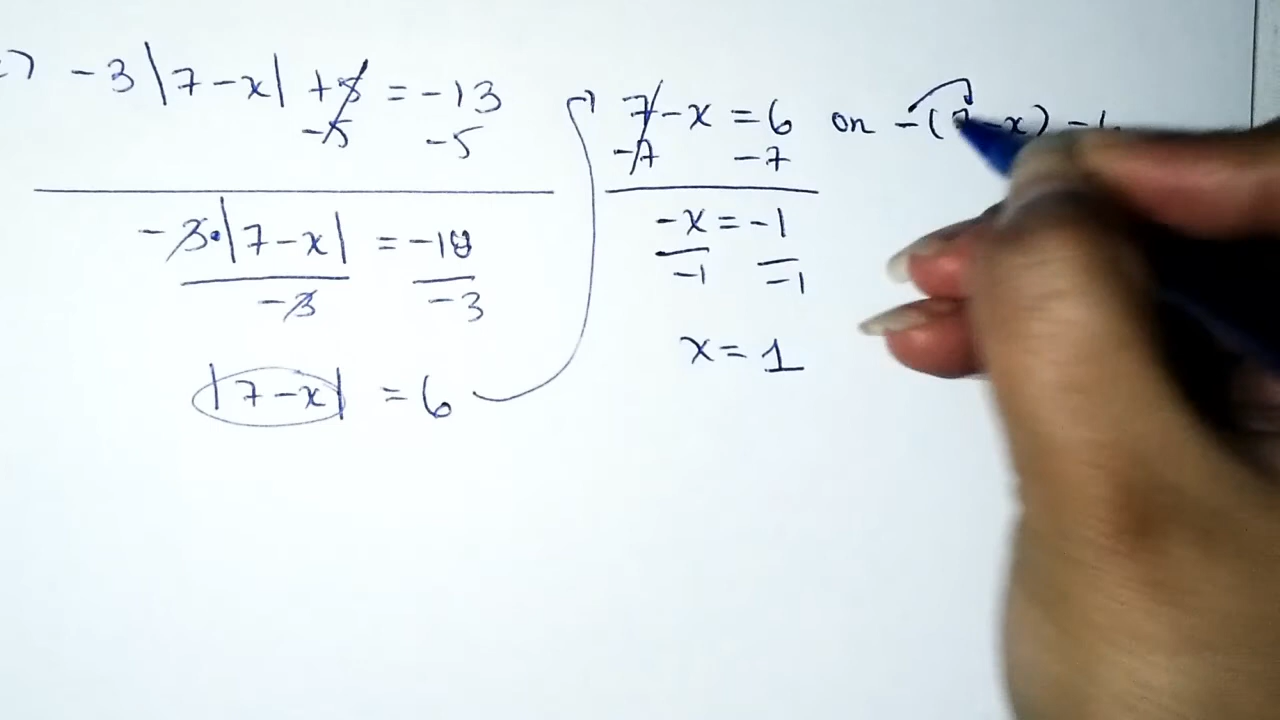 -3|7-x| +5 = -13
-5 -5
-3·|7-x| = -18
-3 -3
|7-x| = 6
7-x = 6 or -(7-x) =
-7 -7
-x = -1
-1 -1
x = 1